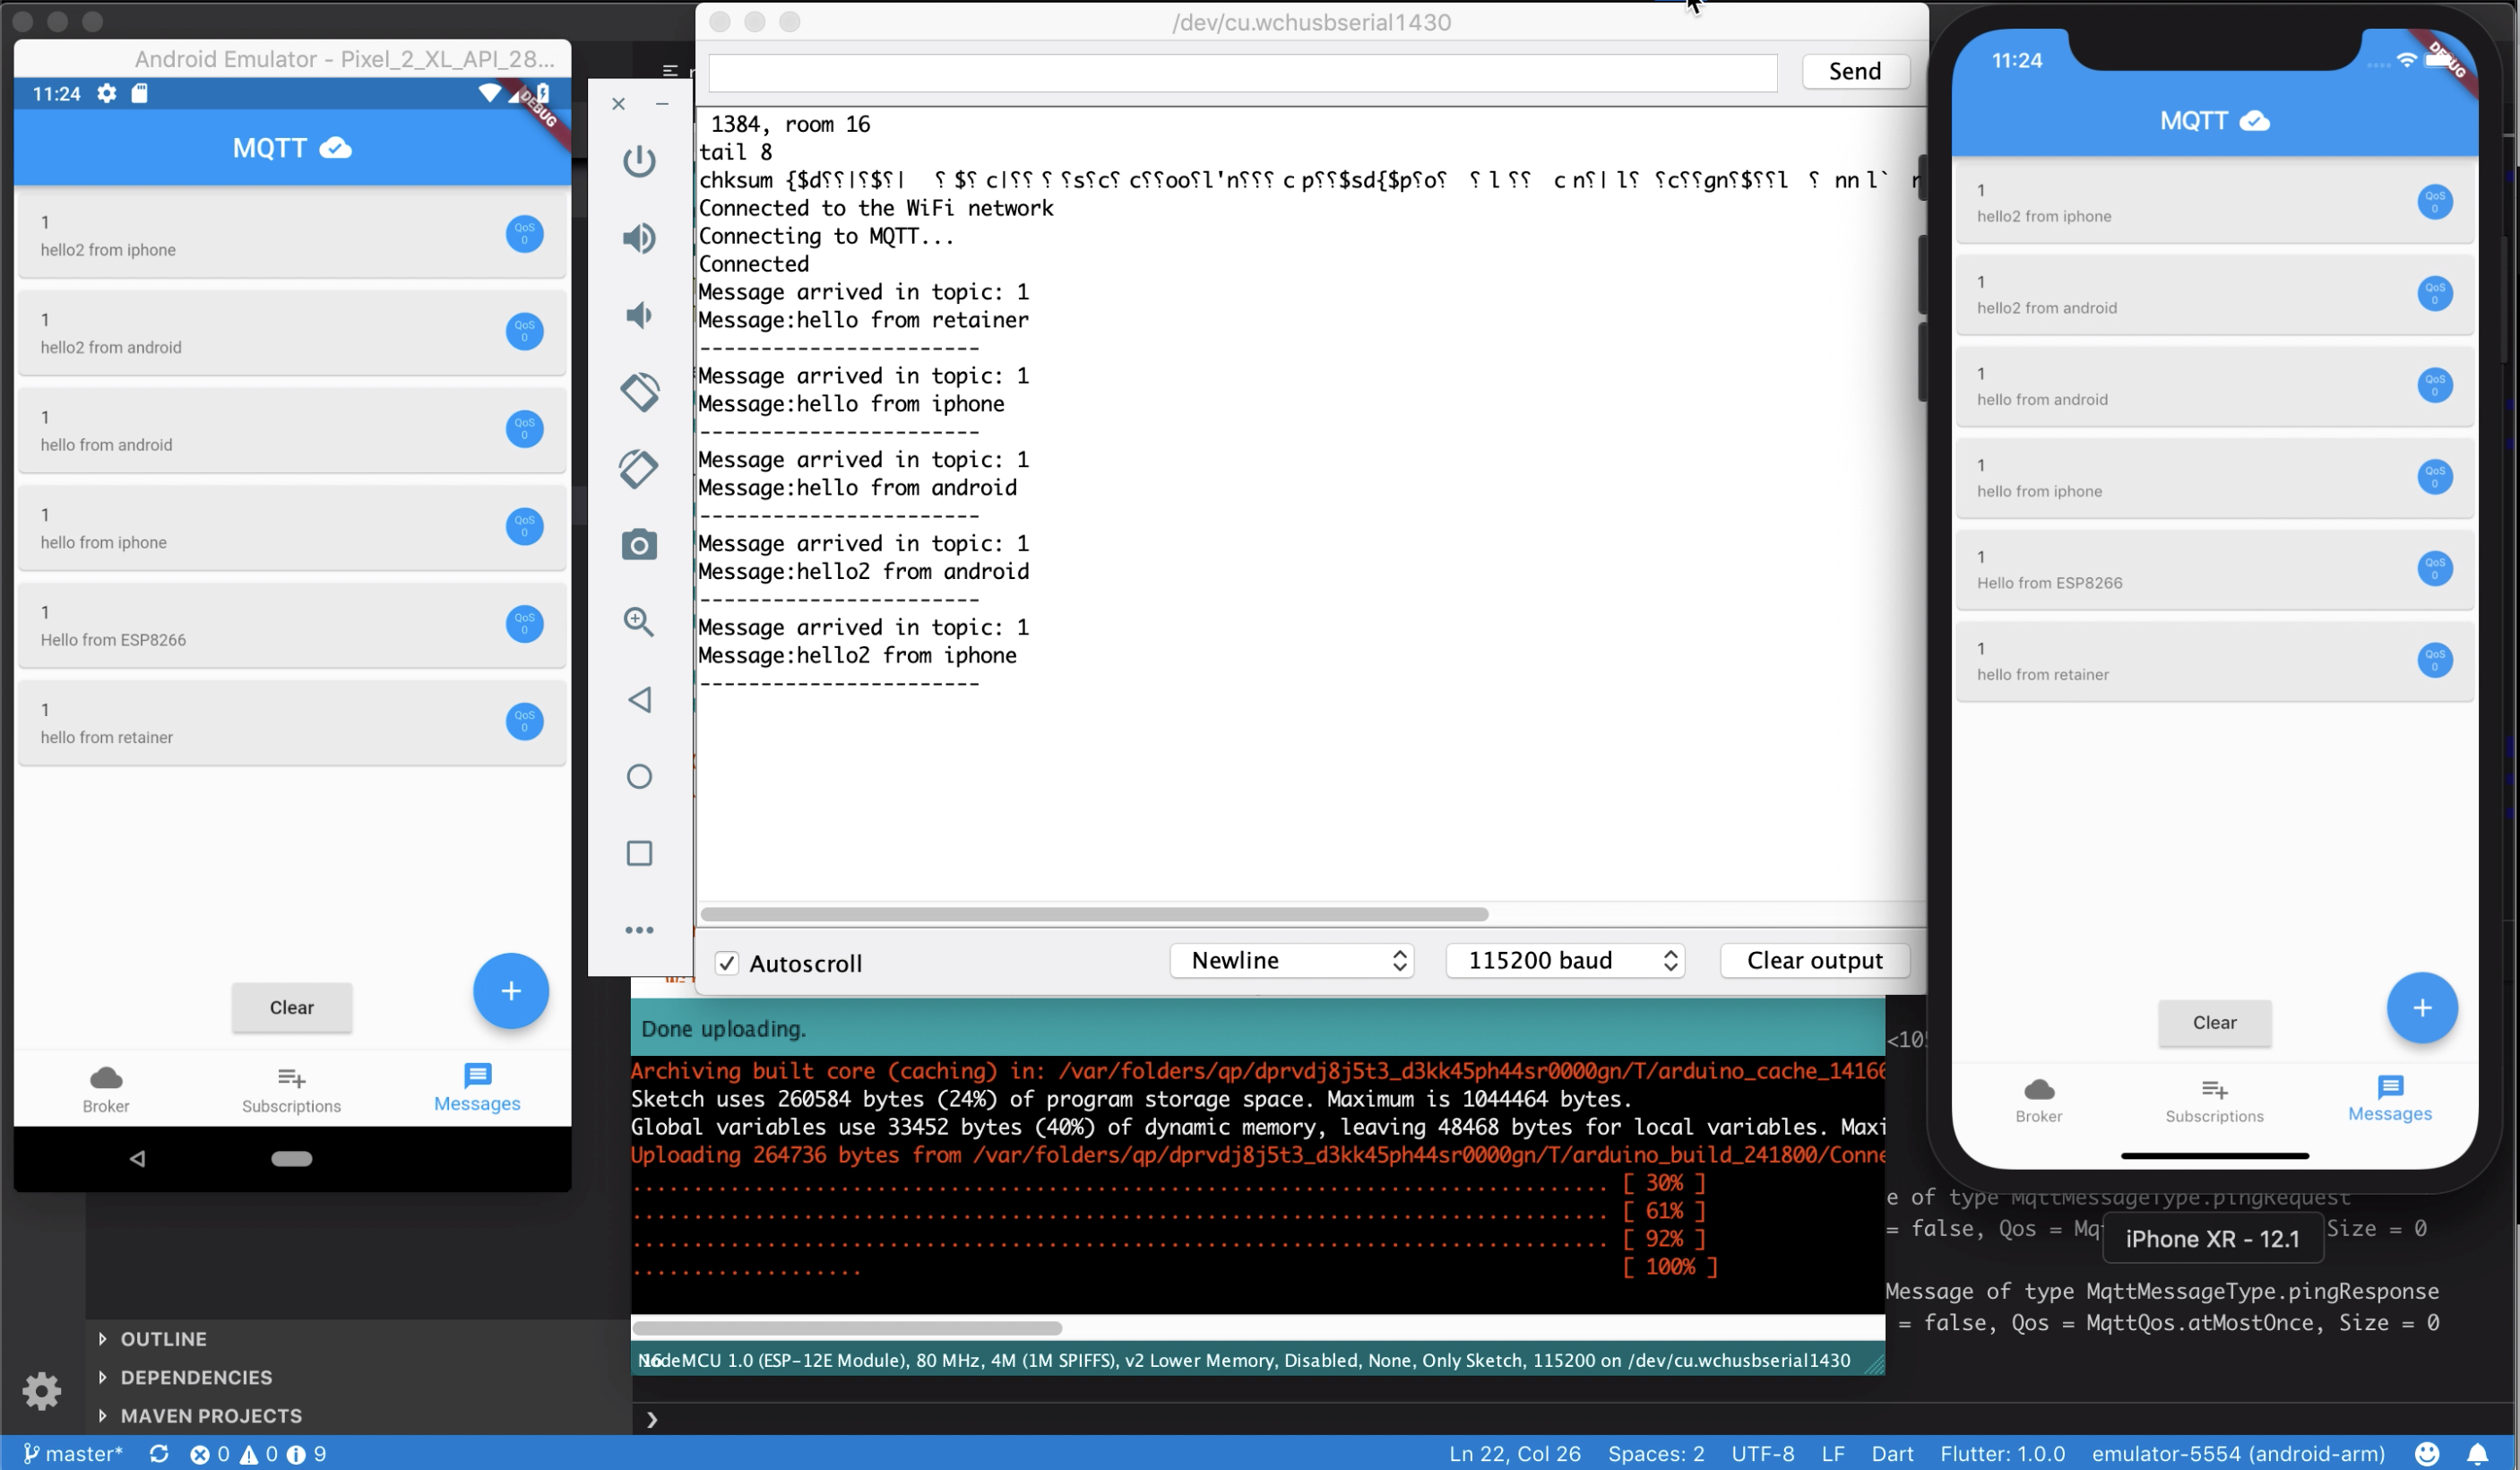 Android Emulator - Pixel_2_XL_API_28...
11:24
DEBUG
MQTT
1
hello2 from iphone
QoS
0
1
hello2 from android
QoS
0
1
hello from android
QoS
0
1
hello from iphone
QoS
0
1
Hello from ESP8266
QoS
0
1
hello from retainer
QoS
0
Clear
+
Broker
Subscriptions
Messages
/dev/cu.wchusbserial1430
Send
1384, room 16
tail 8
chksum
Connected to the WiFi network
Connecting to MQTT...
Connected
Message arrived in topic: 1
Message:hello from retainer
-----------------------
Message arrived in topic: 1
Message:hello from iphone
-----------------------
Message arrived in topic: 1
Message:hello from android
-----------------------
Message arrived in topic: 1
Message:hello2 from android
-----------------------
Message arrived in topic: 1
Message:hello2 from iphone
-----------------------
Autoscroll
Newline
115200 baud
Clear output
Done uploading.
Archiving built core (caching) in: /var/folders/qp/dprvdj8j5t3_d3kk45ph44sr0000gn/T/arduino_cache_14166
Sketch uses 260584 bytes (24%) of program storage space. Maximum is 1044464 bytes.
Global variables use 33452 bytes (40%) of dynamic memory, leaving 48468 bytes for local variables. Maxi
Uploading 264736 bytes from /var/folders/qp/dprvdj8j5t3_d3kk45ph44sr0000gn/T/arduino_build_241800/Conne
................................................................................ [ 30% ]
................................................................................ [ 61% ]
................................................................................ [ 92% ]
................... [ 100% ]
NodeMCU 1.0 (ESP-12E Module), 80 MHz, 4M (1M SPIFFS), v2 Lower Memory, Disabled, None, Only Sketch, 115200 on /dev/cu.wchusbserial1430
11:24
DEBUG
MQTT
1
hello2 from iphone
QoS
0
1
hello2 from android
QoS
0
1
hello from android
QoS
0
1
hello from iphone
QoS
0
1
Hello from ESP8266
QoS
0
1
hello from retainer
QoS
0
Clear
+
Broker
Subscriptions
Messages
<10
e of type MqttMessageType.pingRequest
= false, Qos = Mq
Size = 0
iPhone XR - 12.1
Message of type MqttMessageType.pingResponse
= false, Qos = MqttQos.atMostOnce, Size = 0
OUTLINE
DEPENDENCIES
MAVEN PROJECTS
master* 0 0 9
Ln 22, Col 26 Spaces: 2 UTF-8 LF Dart Flutter: 1.0.0 emulator-5554 (android-arm)